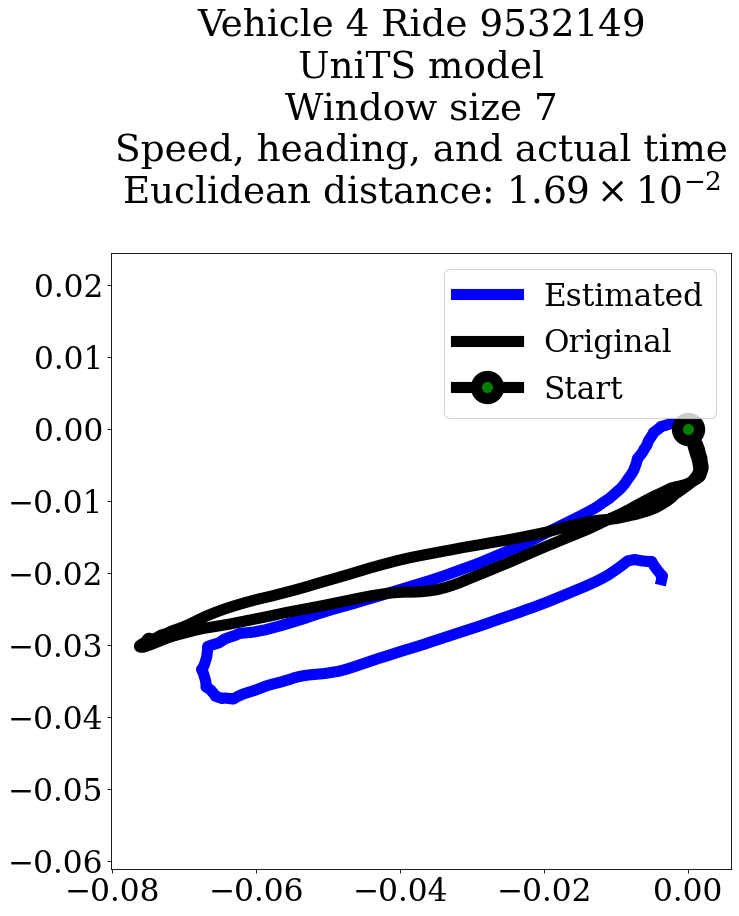 Vehicle 4 Ride 9532149
UniTS model
Window size 7
Speed, heading, and actual time
Euclidean distance: 1.69 × 10⁻²
Estimated
Original
Start
0.02
0.01
0.00
−0.01
−0.02
−0.03
−0.04
−0.05
−0.06
−0.08 −0.06 −0.04 −0.02 0.00